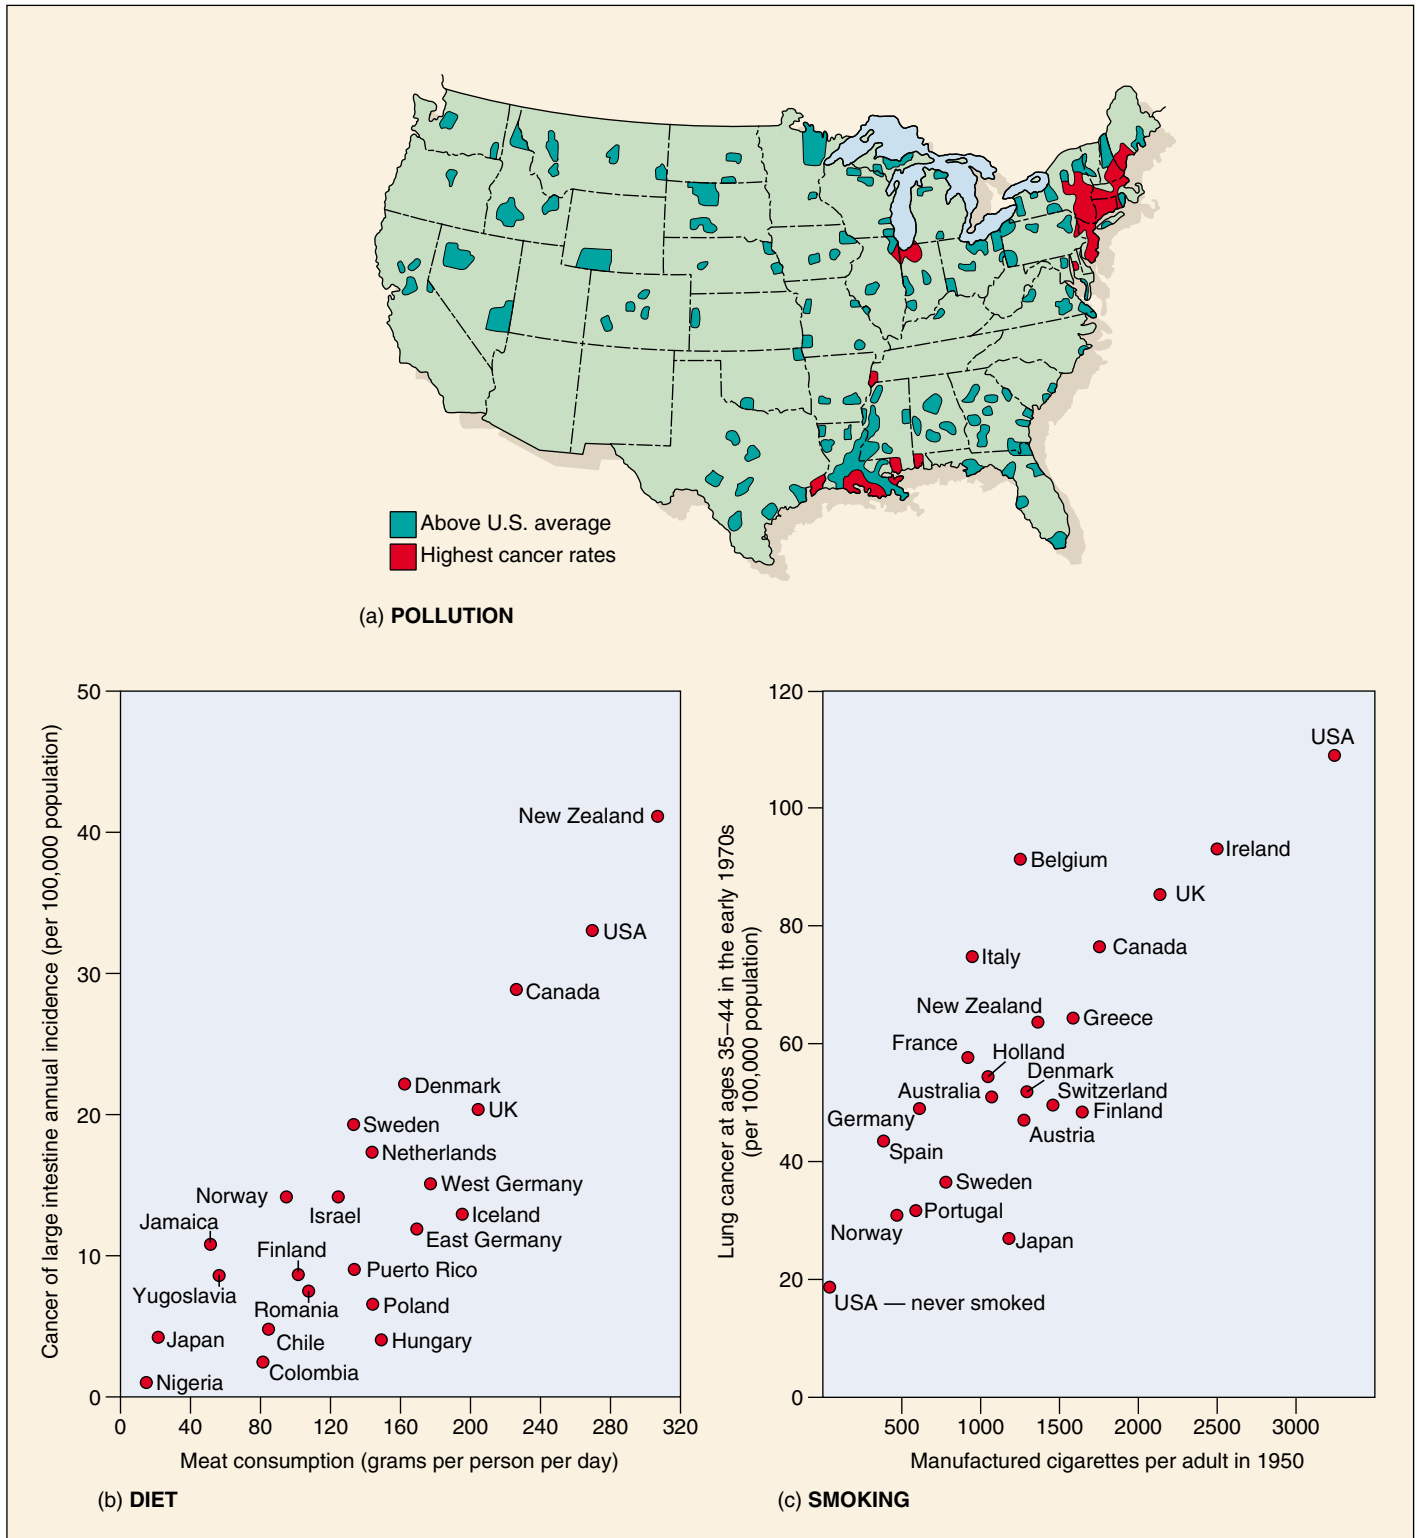 Above U.S. average
Highest cancer rates
(a) POLLUTION
Cancer of large intestine annual incidence (per 100,000 population)
50
40
30
20
10
0
New Zealand
USA
Canada
Denmark
UK
Sweden
Netherlands
West Germany
Norway
Israel
Iceland
Jamaica
East Germany
Finland
Puerto Rico
Yugoslavia
Romania
Poland
Japan
Chile
Hungary
Colombia
Nigeria
0 40 80 120 160 200 240 280 320
Meat consumption (grams per person per day)
(b) DIET
Lung cancer at ages 35–44 in the early 1970s
(per 100,000 population)
120
100
80
60
40
20
0
USA
Ireland
Belgium
UK
Canada
Italy
New Zealand
Greece
France
Holland
Denmark
Australia
Switzerland
Germany
Finland
Austria
Spain
Sweden
Portugal
Norway
Japan
USA — never smoked
500 1000 1500 2000 2500 3000
Manufactured cigarettes per adult in 1950
(c) SMOKING